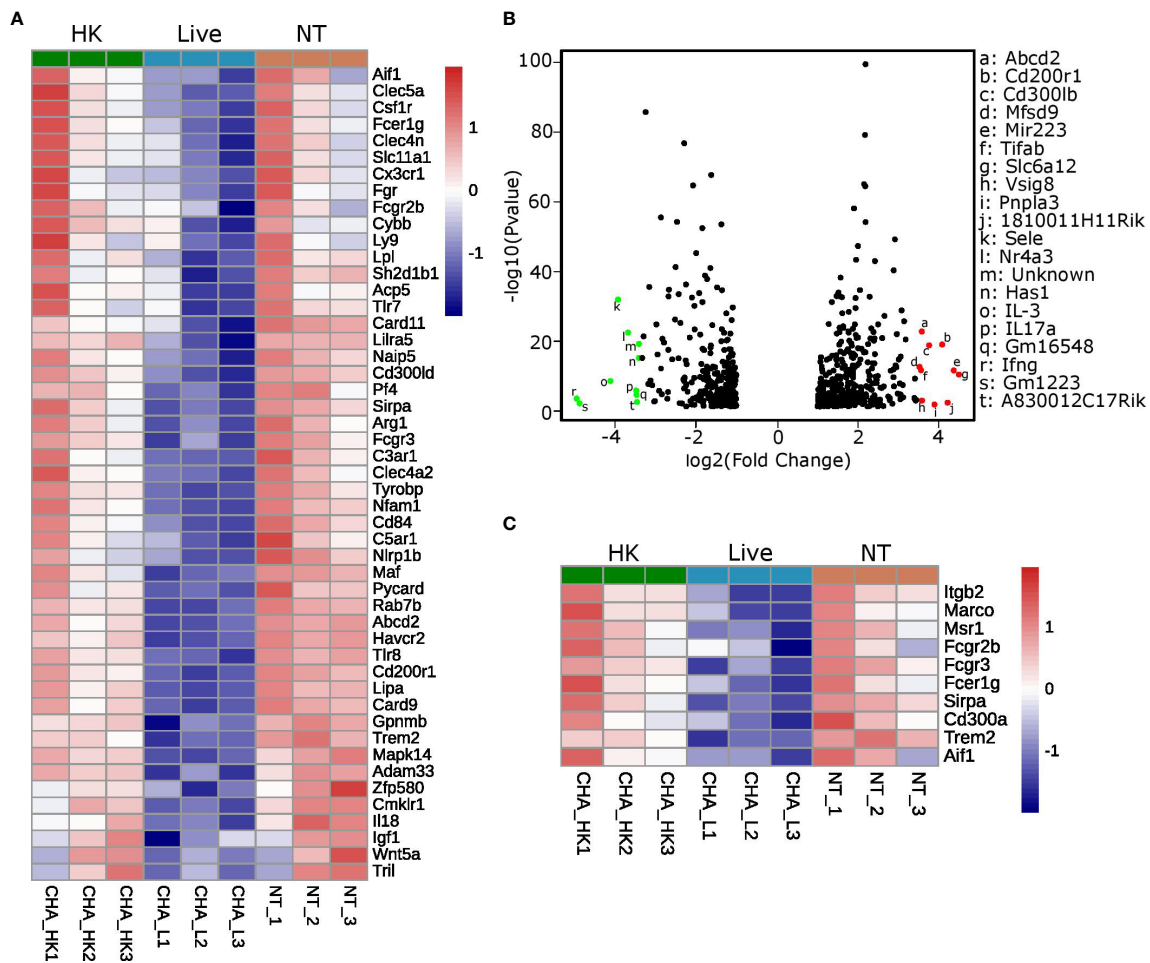 A
HK Live NT
Aif1
Clec5a
Csf1r
Fcer1g
Clec4n
Slc11a1
Cx3cr1
Fgr
Fcgr2b
Cybb
Ly9
Lpl
Sh2d1b1
Acp5
Tlr7
Card11
Lilra5
Naip5
Cd300ld
Pf4
Sirpa
Arg1
Fcgr3
C3ar1
Clec4a2
Tyrobp
Nfam1
Cd84
C5ar1
Nlrp1b
Maf
Pycard
Rab7b
Abcd2
Havcr2
Tlr8
Cd200r1
Lipa
Card9
Gpnmb
Trem2
Mapk14
Adam33
Zfp580
Cmklr1
Il18
Igf1
Wnt5a
Tril
CHA_HK1 CHA_HK2 CHA_HK3 CHA_L1 CHA_L2 CHA_L3 NT_1 NT_2 NT_3
1
0
-1
B
-log10(Pvalue)
100
80
60
40
20
0
-4 -2 0 2 4
log2(Fold Change)
k
l
m
n
o
p
q
r
s
t
a
b
c
d
e
f
g
h
i
j
a: Abcd2
b: Cd200r1
c: Cd300lb
d: Mfsd9
e: Mir223
f: Tifab
g: Slc6a12
h: Vsig8
i: Pnpla3
j: 1810011H11Rik
k: Sele
l: Nr4a3
m: Unknown
n: Has1
o: IL-3
p: IL17a
q: Gm16548
r: Ifng
s: Gm1223
t: A830012C17Rik
C
HK Live NT
Itgb2
Marco
Msr1
Fcgr2b
Fcgr3
Fcer1g
Sirpa
Cd300a
Trem2
Aif1
CHA_HK1 CHA_HK2 CHA_HK3 CHA_L1 CHA_L2 CHA_L3 NT_1 NT_2 NT_3
1
0
-1